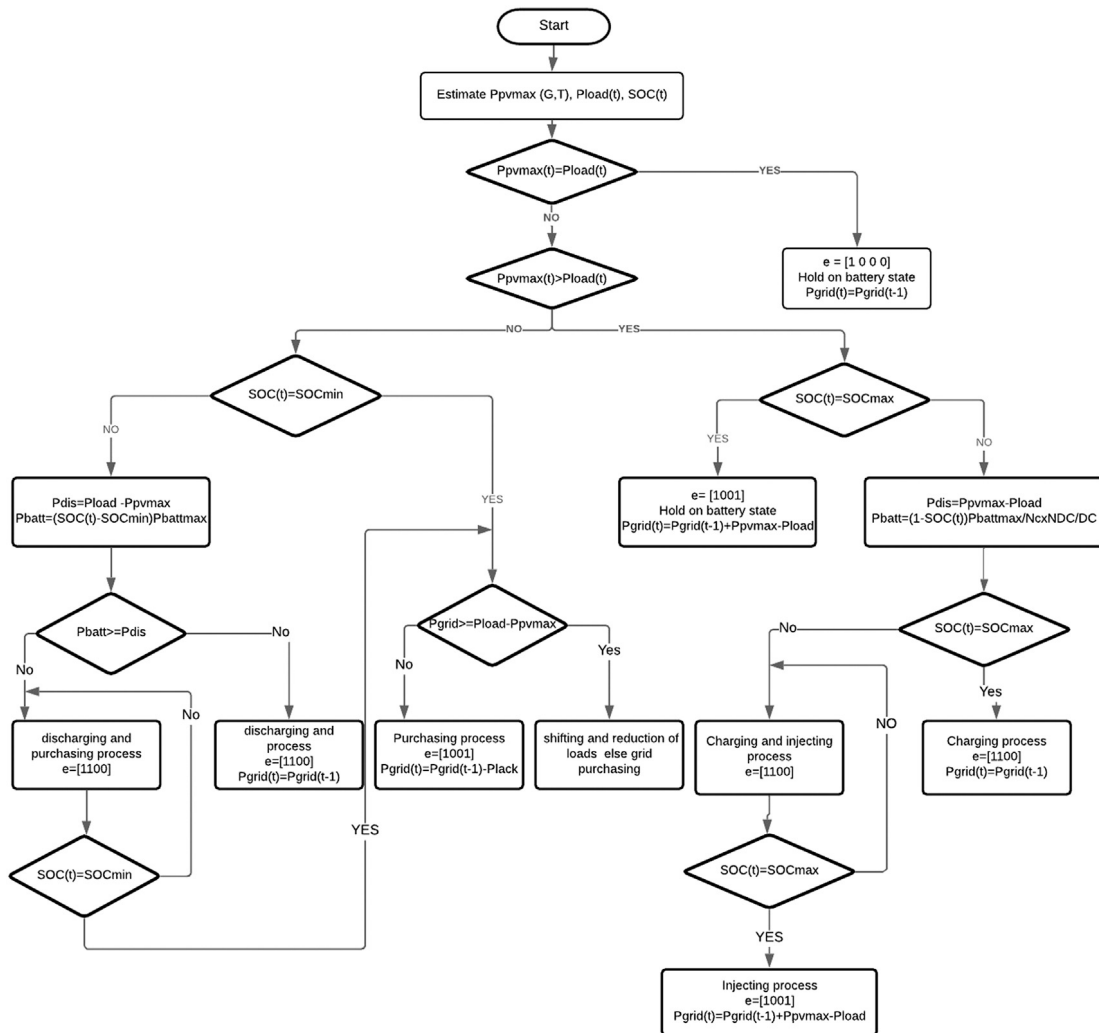 Start
Estimate Ppvmax (G,T), Pload(t), SOC(t)
Ppvmax(t)=Pload(t)
YES
NO
Ppvmax(t)>Pload(t)
e = [1 0 0 0]
Hold on battery state
Pgrid(t)=Pgrid(t-1)
NO
YES
SOC(t)=SOCmin
SOC(t)=SOCmax
NO
YES
NO
YES
Pdis=Pload -Ppvmax
Pbatt=(SOC(t)-SOCmin)Pbattmax
e= [1001]
Hold on battery state
Pgrid(t)=Pgrid(t-1)+Ppvmax-Pload
Pdis=Ppvmax-Pload
Pbatt=(1-SOC(t))Pbattmax/NcxNDC/DC
Pbatt>=Pdis
No
No
Pgrid>=Pload-Ppvmax
No
Yes
SOC(t)=SOCmax
No
Yes
discharging and
purchasing process
e=[1100]
No
discharging and
process
e=[1100]
Pgrid(t)=Pgrid(t-1)
Purchasing process
e=[1001]
Pgrid(t)=Pgrid(t-1)-Plack
shifting and reduction of
loads else grid
purchasing
Charging and injecting
process
e=[1100]
NO
Charging process
e=[1100]
Pgrid(t)=Pgrid(t-1)
YES
SOC(t)=SOCmin
SOC(t)=SOCmax
YES
Injecting process
e=[1001]
Pgrid(t)=Pgrid(t-1)+Ppvmax-Pload